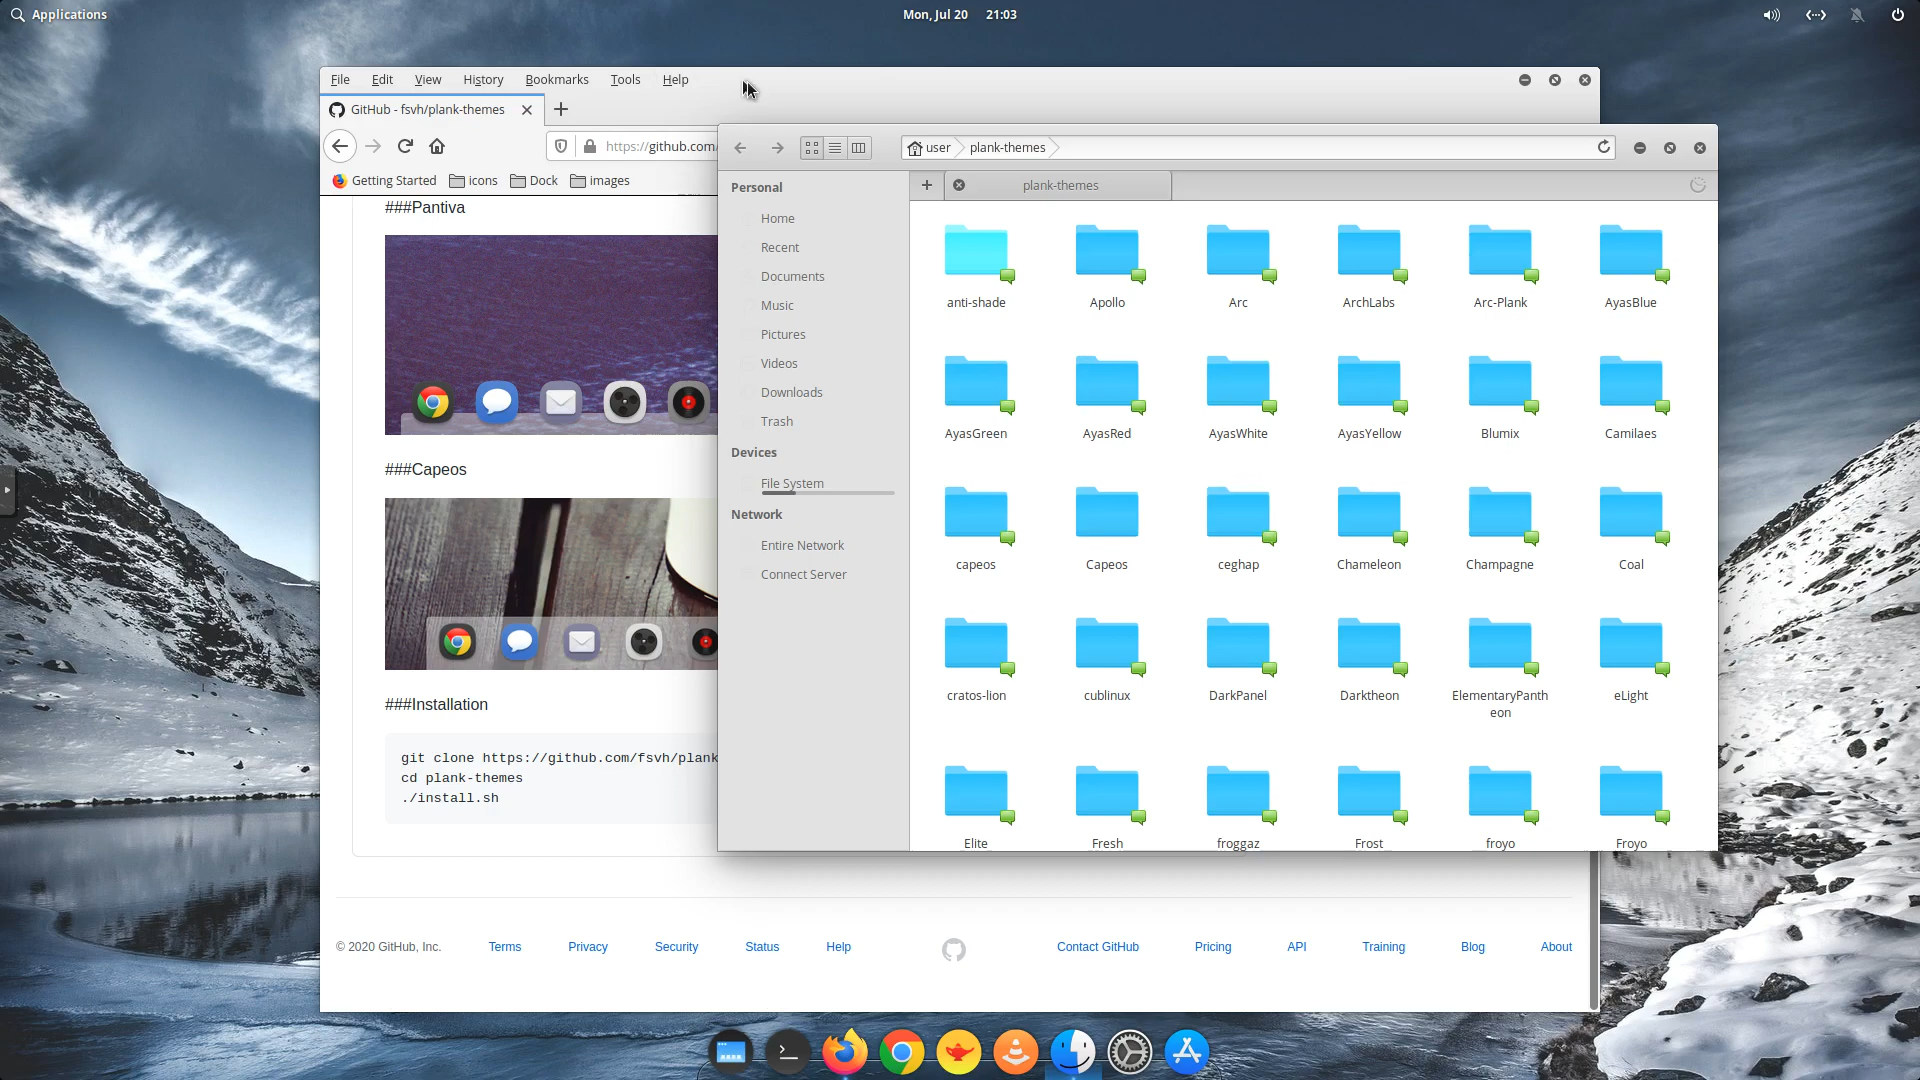 Applications
Mon, Jul 20 21:03
File Edit View History Bookmarks Tools Help
GitHub - fsvh/plank-themes
https://github.com/
Getting Started icons Dock images
###Pantiva
###Capeos
###Installation
git clone https://github.com/fsvh/plank
cd plank-themes
./install.sh
© 2020 GitHub, Inc. Terms Privacy Security Status Help Contact GitHub Pricing API Training Blog About
user plank-themes
plank-themes
Personal
Home
Recent
Documents
Music
Pictures
Videos
Downloads
Trash
Devices
File System
Network
Entire Network
Connect Server
anti-shade Apollo Arc ArchLabs Arc-Plank AyasBlue
AyasGreen AyasRed AyasWhite AyasYellow Blumix Camilaes
capeos Capeos ceghap Chameleon Champagne Coal
cratos-lion cublinux DarkPanel Darktheon ElementaryPanth
eon eLight
Elite Fresh froggaz Frost froyo Froyo